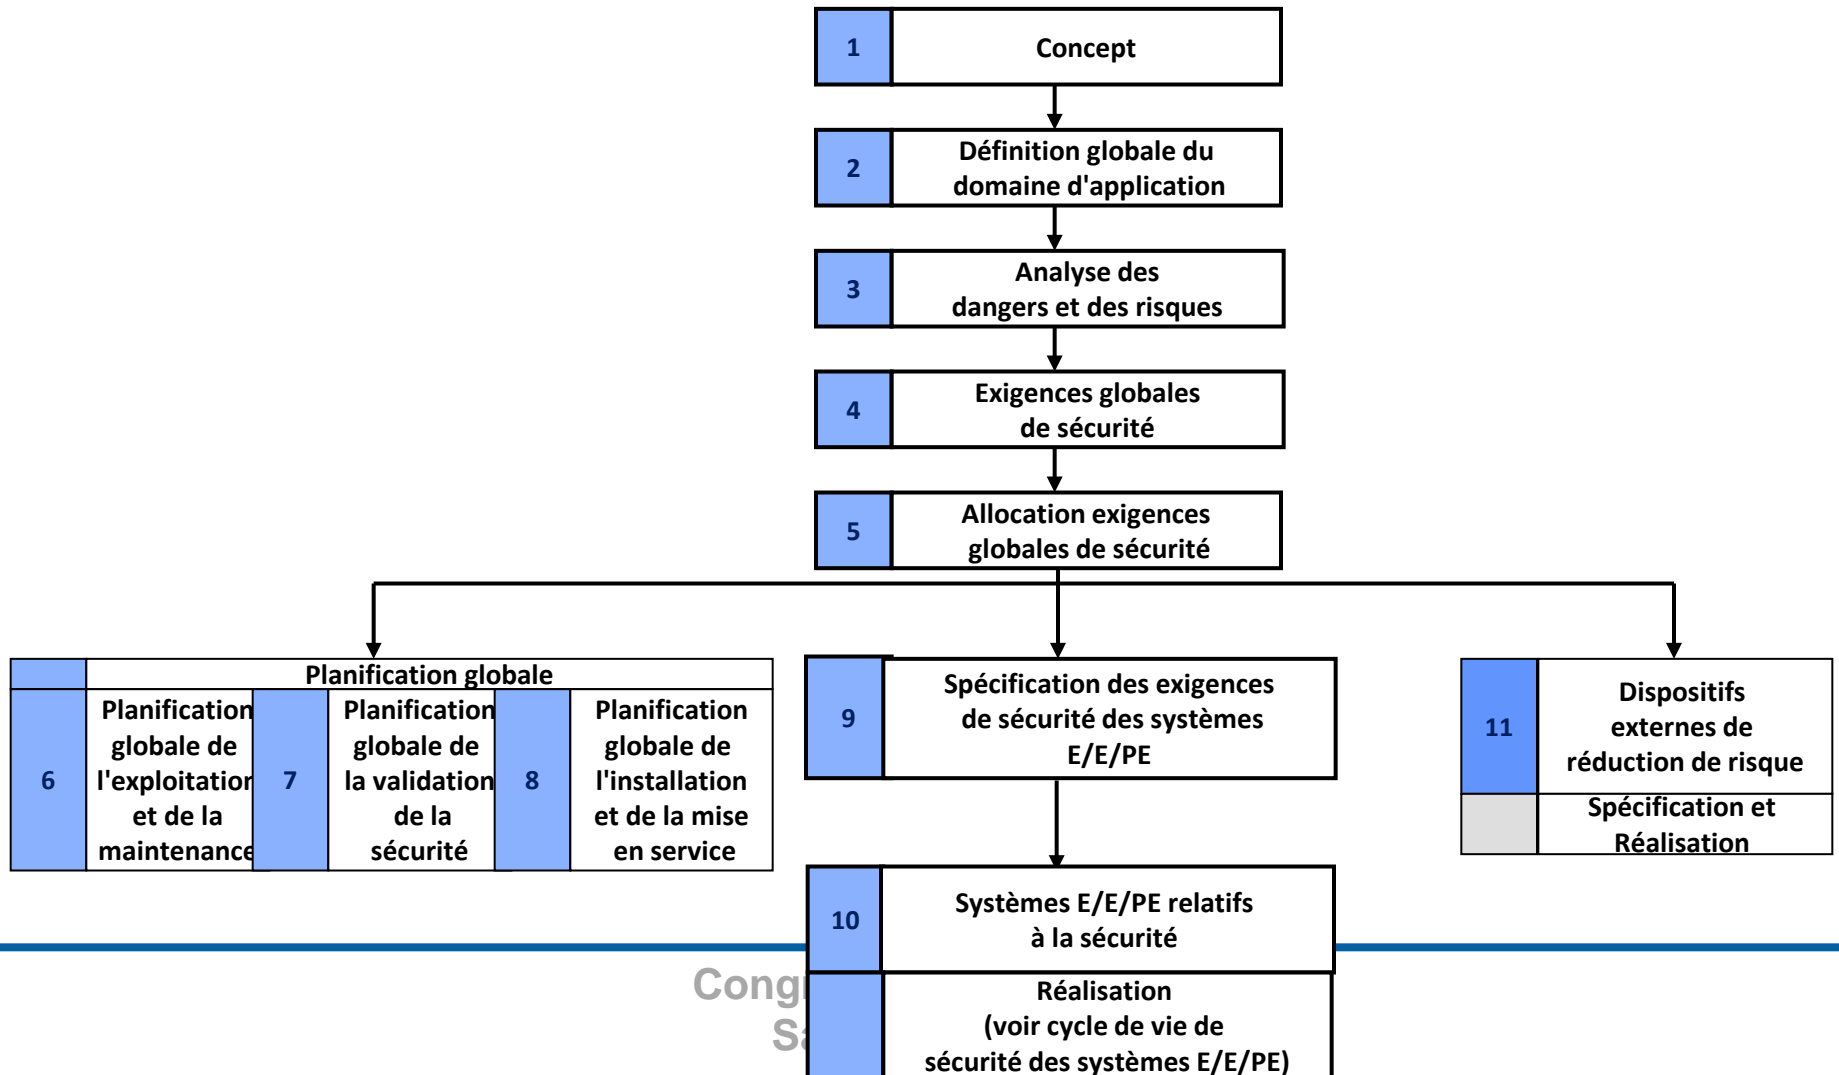 1
Concept
2
Définition globale du
domaine d'application
3
Analyse des
dangers et des risques
4
Exigences globales
de sécurité
5
Allocation exigences
globales de sécurité
Planification globale
6
Planification
globale de
l'exploitation
et de la
maintenance
7
Planification
globale de
la validation
de la
sécurité
8
Planification
globale de
l'installation
et de la mise
en service
9
Spécification des exigences
de sécurité des systèmes
E/E/PE
11
Dispositifs
externes de
réduction de risque
Spécification et
Réalisation
10
Systèmes E/E/PE relatifs
à la sécurité
Réalisation
(voir cycle de vie de
sécurité des systèmes E/E/PE)